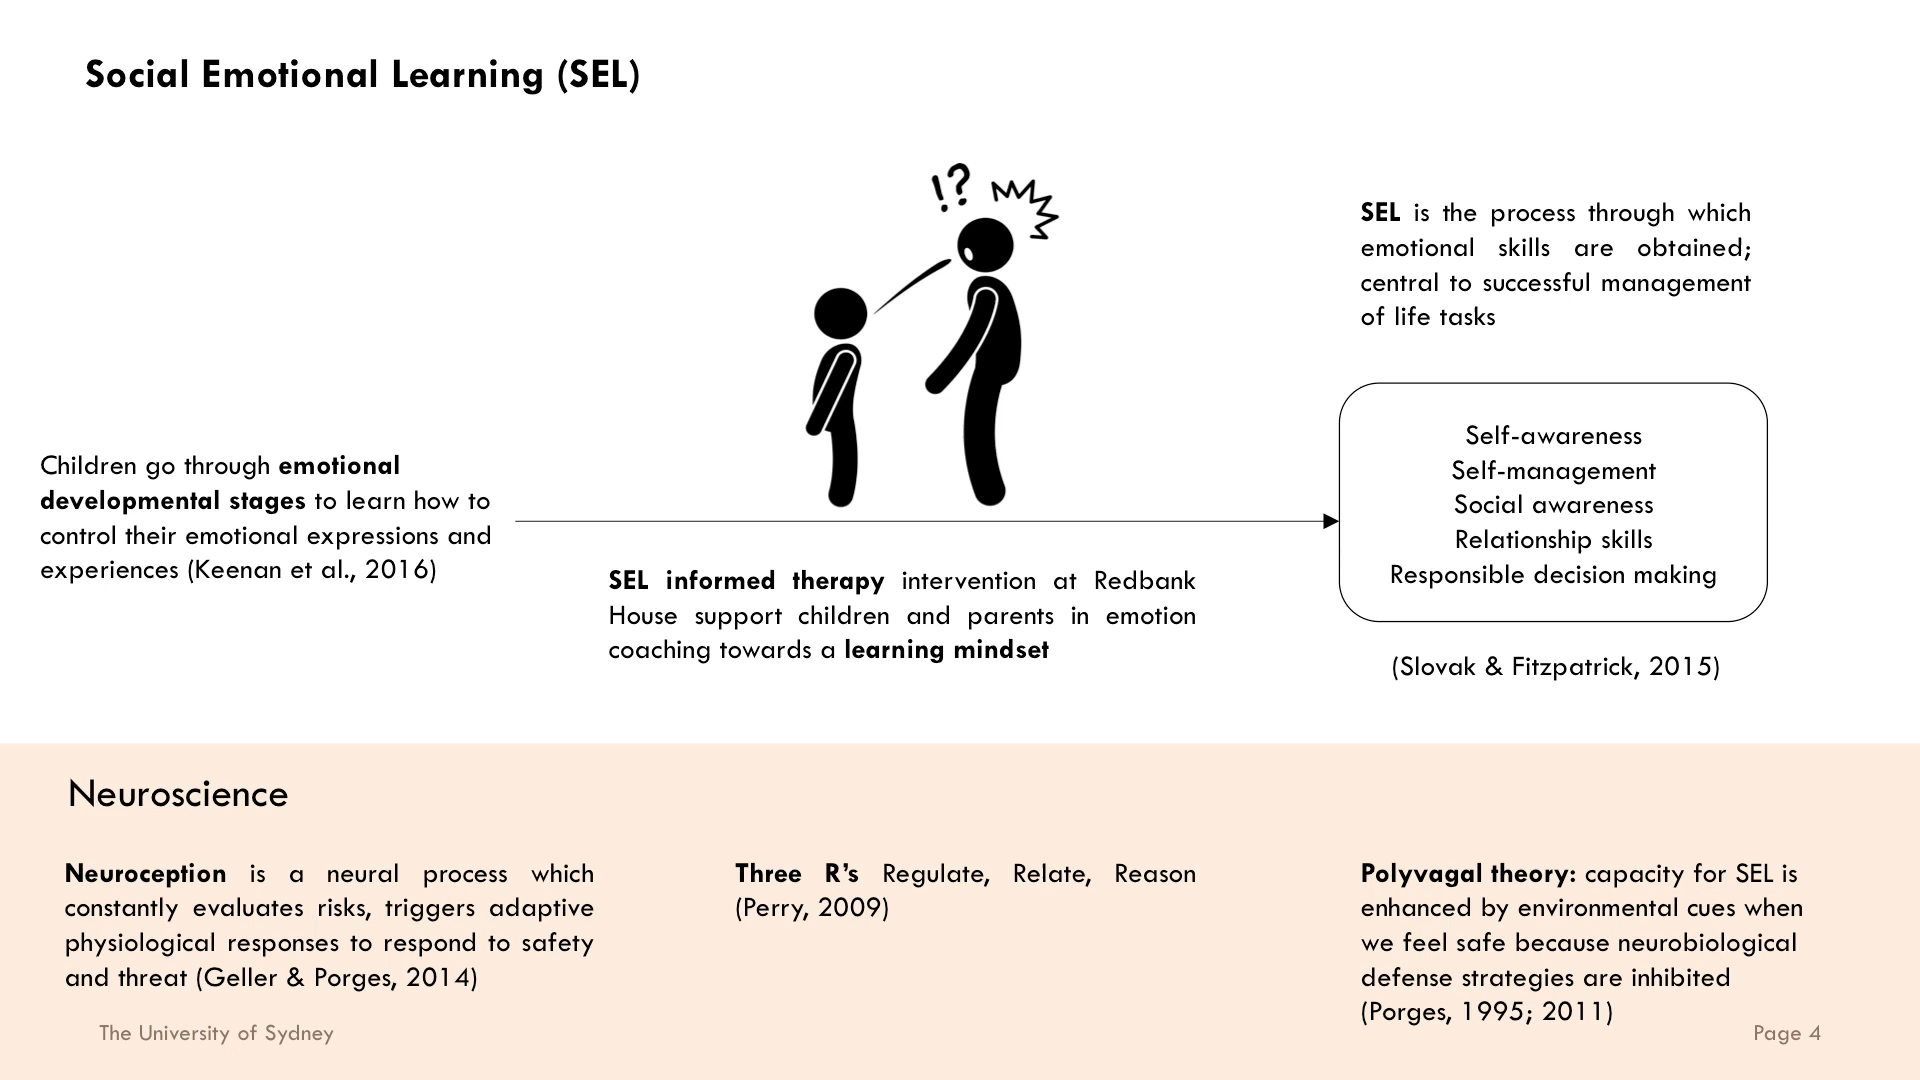 Social Emotional Learning (SEL)
!?
SEL is the process through which
emotional skills are obtained;
central to successful management
of life tasks
Children go through emotional
developmental stages to learn how to
control their emotional expressions and
experiences (Keenan et al., 2016)
SEL informed therapy intervention at Redbank
House support children and parents in emotion
coaching towards a learning mindset
Self-awareness
Self-management
Social awareness
Relationship skills
Responsible decision making
(Slovak & Fitzpatrick, 2015)
Neuroscience
Neuroception is a neural process which
constantly evaluates risks, triggers adaptive
physiological responses to respond to safety
and threat (Geller & Porges, 2014)
Three R’s Regulate, Relate, Reason
(Perry, 2009)
Polyvagal theory: capacity for SEL is
enhanced by environmental cues when
we feel safe because neurobiological
defense strategies are inhibited
(Porges, 1995; 2011)
The University of Sydney
Page 4